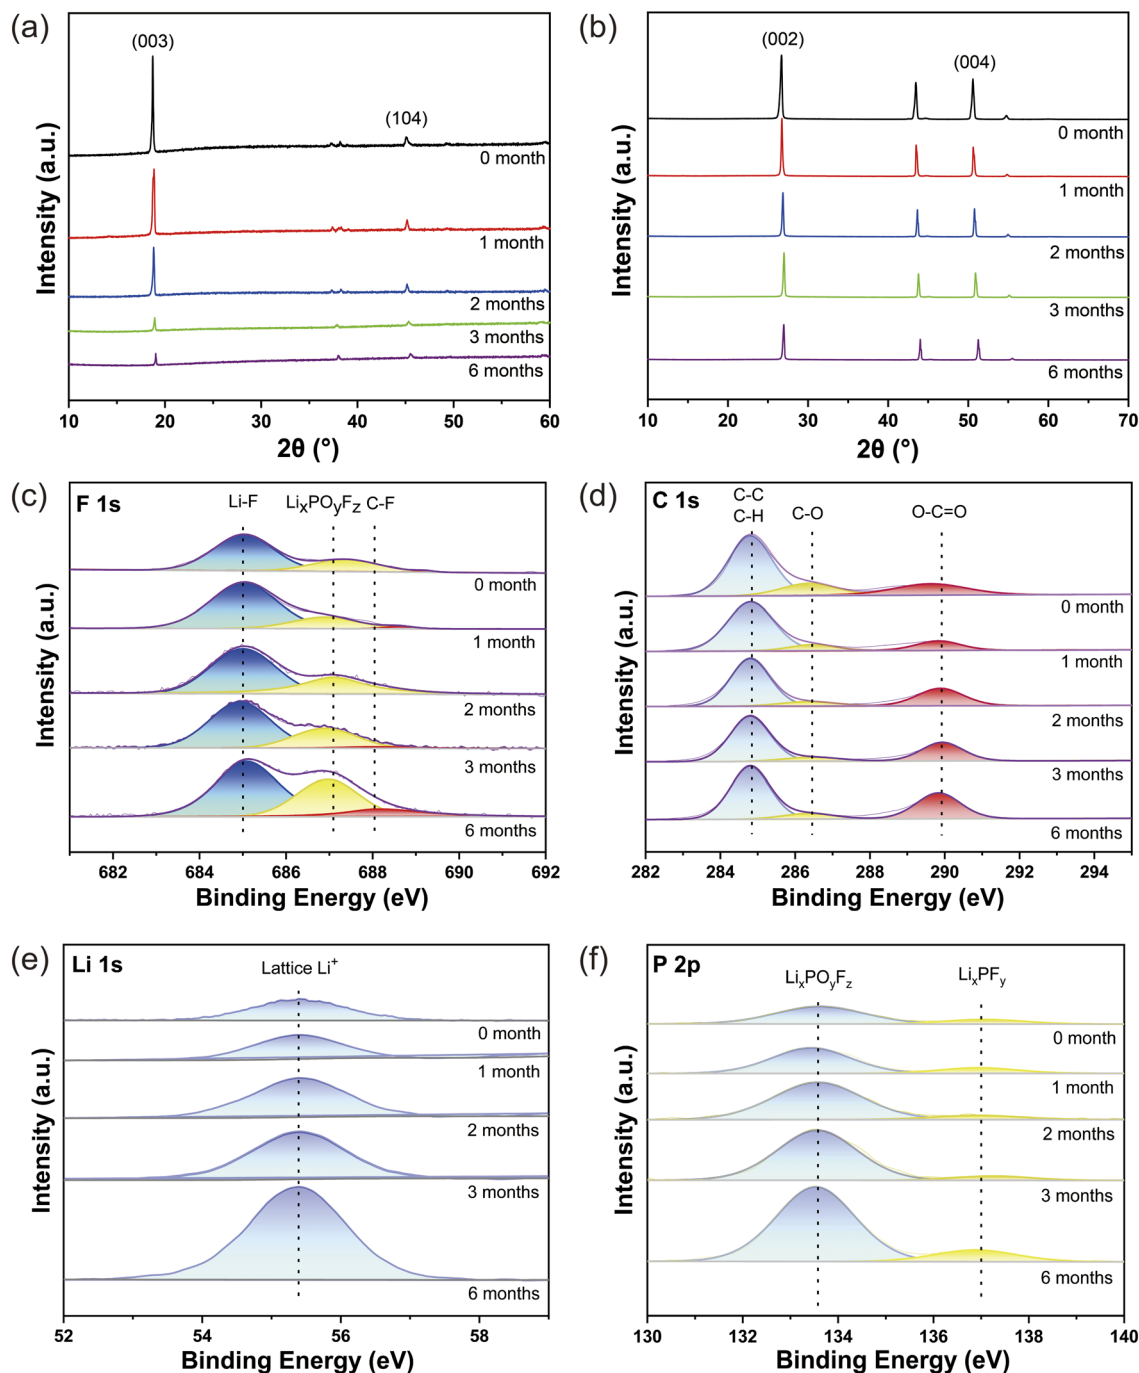 (a)
(003)
(104)
0 month
1 month
2 months
3 months
6 months
Intensity (a.u.)
10 20 30 40 50 60
2θ (°)
(b)
(002)
(004)
0 month
1 month
2 months
3 months
6 months
Intensity (a.u.)
10 20 30 40 50 60 70
2θ (°)
(c)
F 1s
Li-F LiₓPOyFz C-F
0 month
1 month
2 months
3 months
6 months
Intensity (a.u.)
682 684 686 688 690 692
Binding Energy (eV)
(d)
C 1s
C-C
C-H
C-O
O-C=O
0 month
1 month
2 months
3 months
6 months
Intensity (a.u.)
282 284 286 288 290 292 294
Binding Energy (eV)
(e)
Li 1s
Lattice Li⁺
0 month
1 month
2 months
3 months
6 months
Intensity (a.u.)
52 54 56 58
Binding Energy (eV)
(f)
P 2p
LiₓPOyFz
LiₓPFy
0 month
1 month
2 months
3 months
6 months
Intensity (a.u.)
130 132 134 136 138 140
Binding Energy (eV)